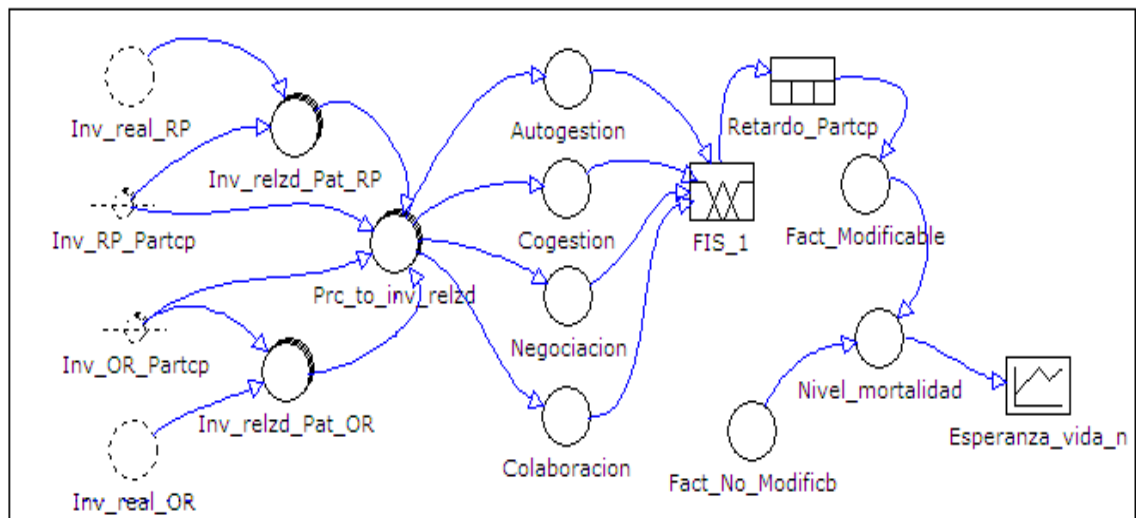 Inv_real_RP
Inv_relzd_Pat_RP
Inv_RP_Partcp
Prc_to_inv_relzd
Inv_OR_Partcp
Inv_relzd_Pat_OR
Inv_real_OR
Autogestion
Cogestion
Negociacion
Colaboracion
FIS_1
Retardo_Partcp
Fact_Modificable
Nivel_mortalidad
Fact_No_Modificb
Esperanza_vida_n